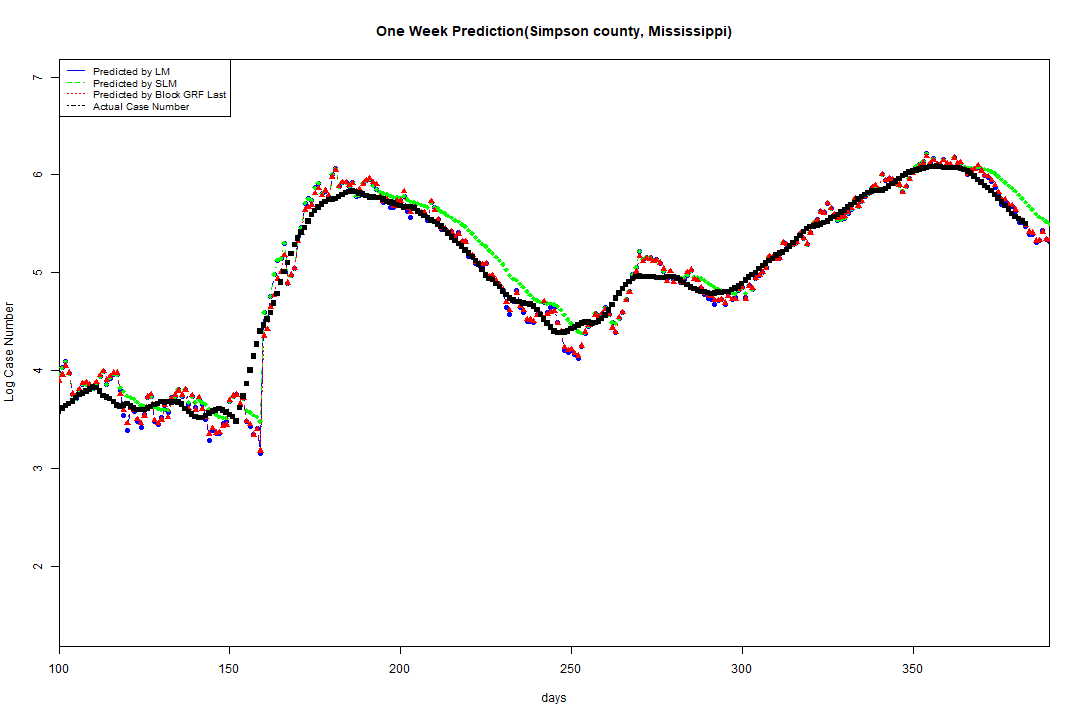 One Week Prediction(Simpson county, Mississippi)
Predicted by LM
Predicted by SLM
Predicted by Block GRF Last
Actual Case Number
7
6
5
4
3
2
Log Case Number
100 150 200 250 300 350
days